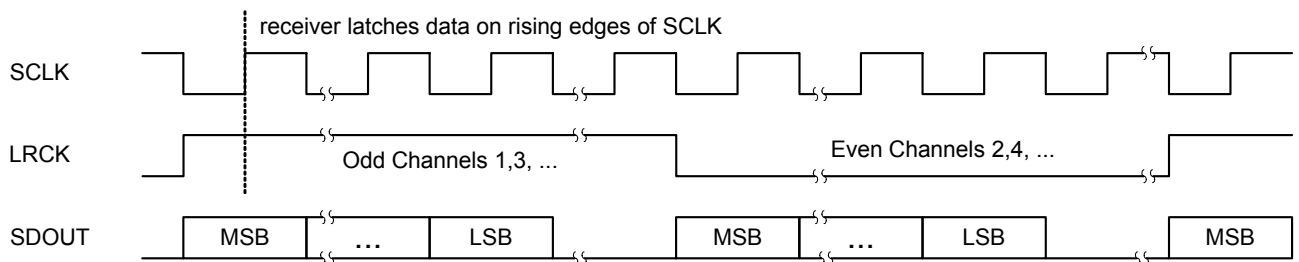 receiver latches data on rising edges of SCLK
SCLK
LRCK
Odd Channels 1,3, ...
Even Channels 2,4, ...
SDOUT
MSB
...
LSB
MSB
...
LSB
MSB